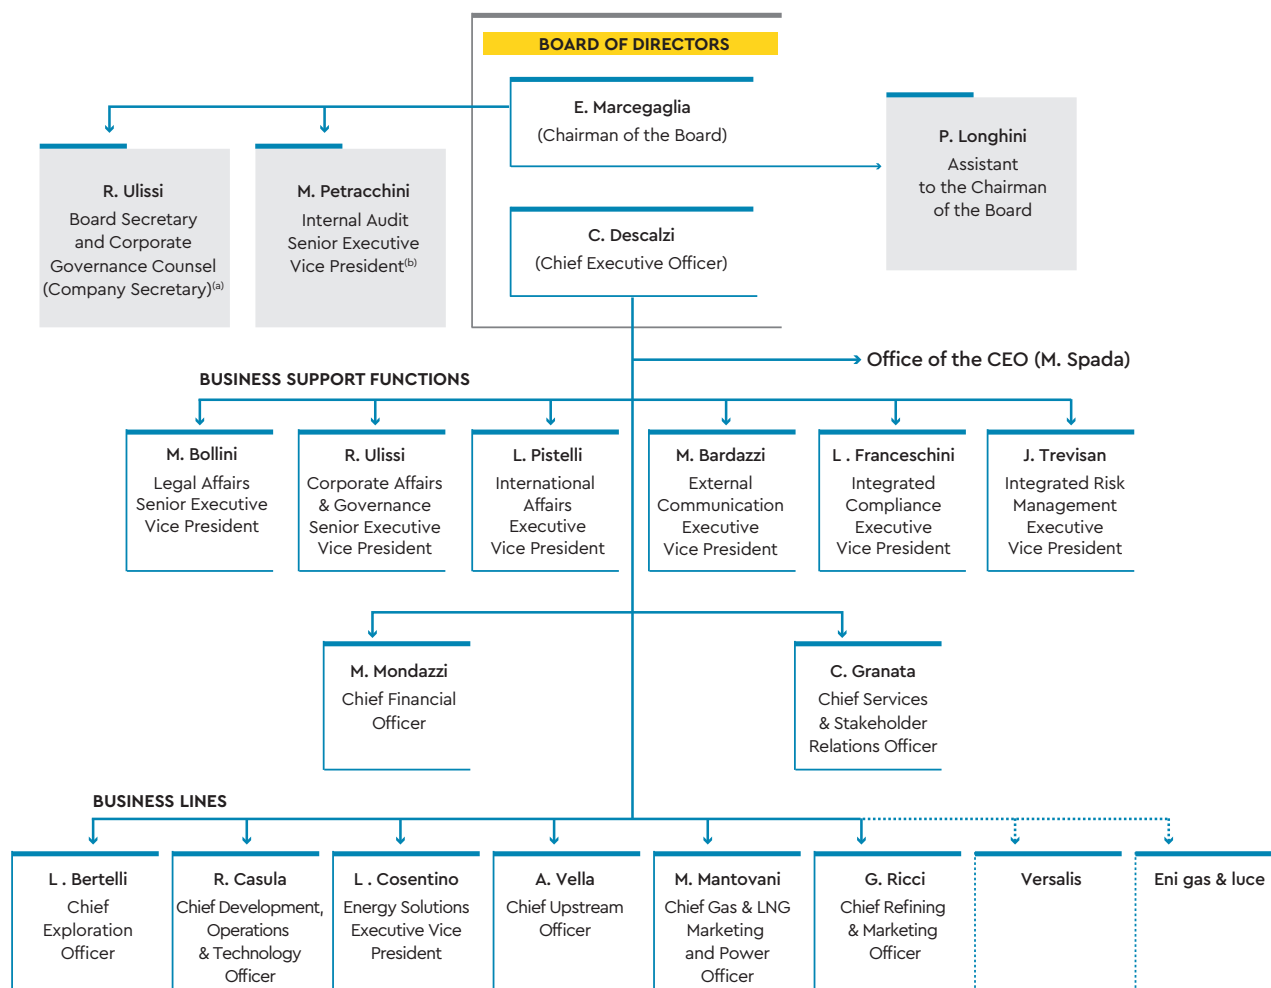 BOARD OF DIRECTORS
E. Marcegaglia
(Chairman of the Board)
P. Longhini
Assistant
to the Chairman
of the Board
R. Ulissi
Board Secretary
and Corporate
Governance Counsel
(Company Secretary)(a)
M. Petracchini
Internal Audit
Senior Executive
Vice President(b)
C. Descalzi
(Chief Executive Officer)
Office of the CEO (M. Spada)
BUSINESS SUPPORT FUNCTIONS
M. Bollini
Legal Affairs
Senior Executive
Vice President
R. Ulissi
Corporate Affairs
& Governance
Senior Executive
Vice President
L. Pistelli
International
Affairs
Executive
Vice President
M. Bardazzi
External
Communication
Executive
Vice President
L . Franceschini
Integrated
Compliance
Executive
Vice President
J. Trevisan
Integrated Risk
Management
Executive
Vice President
M. Mondazzi
Chief Financial
Officer
C. Granata
Chief Services
& Stakeholder
Relations Officer
BUSINESS LINES
L . Bertelli
Chief
Exploration
Officer
R. Casula
Chief Development,
Operations
& Technology
Officer
L . Cosentino
Energy Solutions
Executive Vice
President
A. Vella
Chief Upstream
Officer
M. Mantovani
Chief Gas & LNG
Marketing
and Power
Officer
G. Ricci
Chief Refining
& Marketing
Officer
Versalis
Eni gas & luce